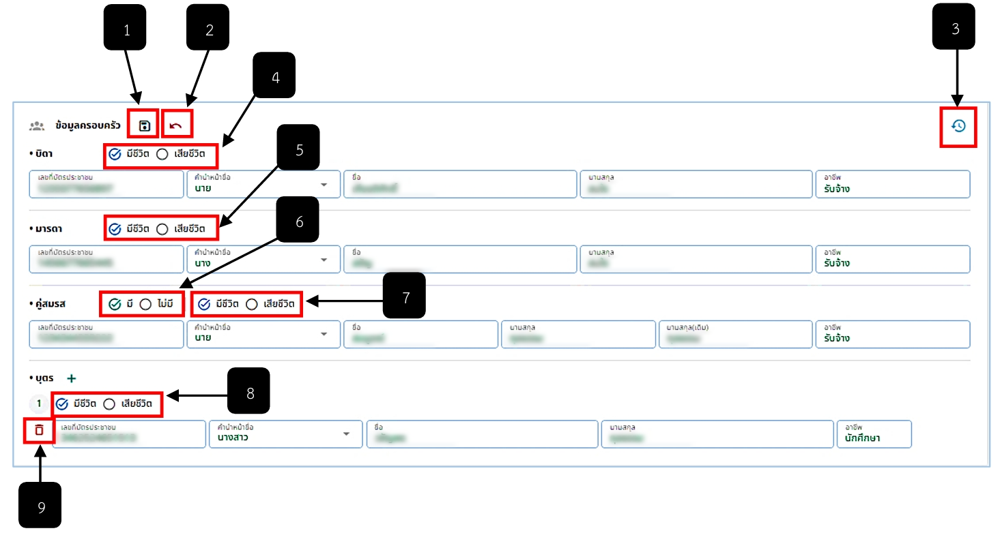 1
2
3
4
ข้อมูลครอบครัว
5
• บิดา มีชีวิต เสียชีวิต
เลขที่บัตรประชาชน คำนำหน้าชื่อ ชื่อ นามสกุล อาชีพ
นาย รับจ้าง
6
• มารดา มีชีวิต เสียชีวิต
เลขที่บัตรประชาชน คำนำหน้าชื่อ ชื่อ นามสกุล อาชีพ
นาง รับจ้าง
7
• คู่สมรส มี ไม่มี มีชีวิต เสียชีวิต
เลขที่บัตรประชาชน คำนำหน้าชื่อ ชื่อ นามสกุล นามสกุล(เดิม) อาชีพ
นาย รับจ้าง
• บุตร +
8
1 มีชีวิต เสียชีวิต
เลขที่บัตรประชาชน คำนำหน้าชื่อ ชื่อ นามสกุล อาชีพ
นางสาว นักศึกษา
9